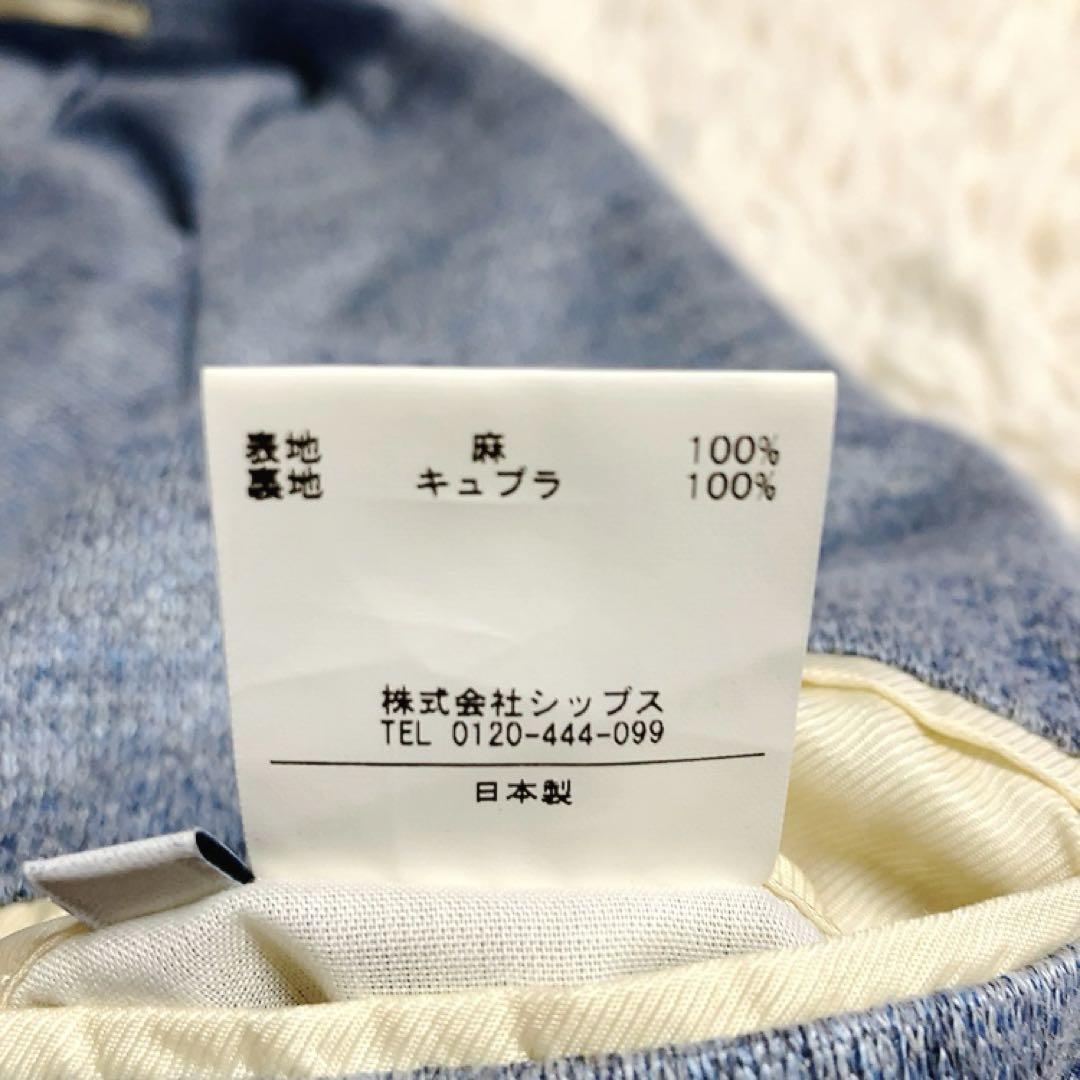 表地 麻 100%
裏地 キュプラ 100%
株式会社シップス
TEL 0120-444-099
日本製